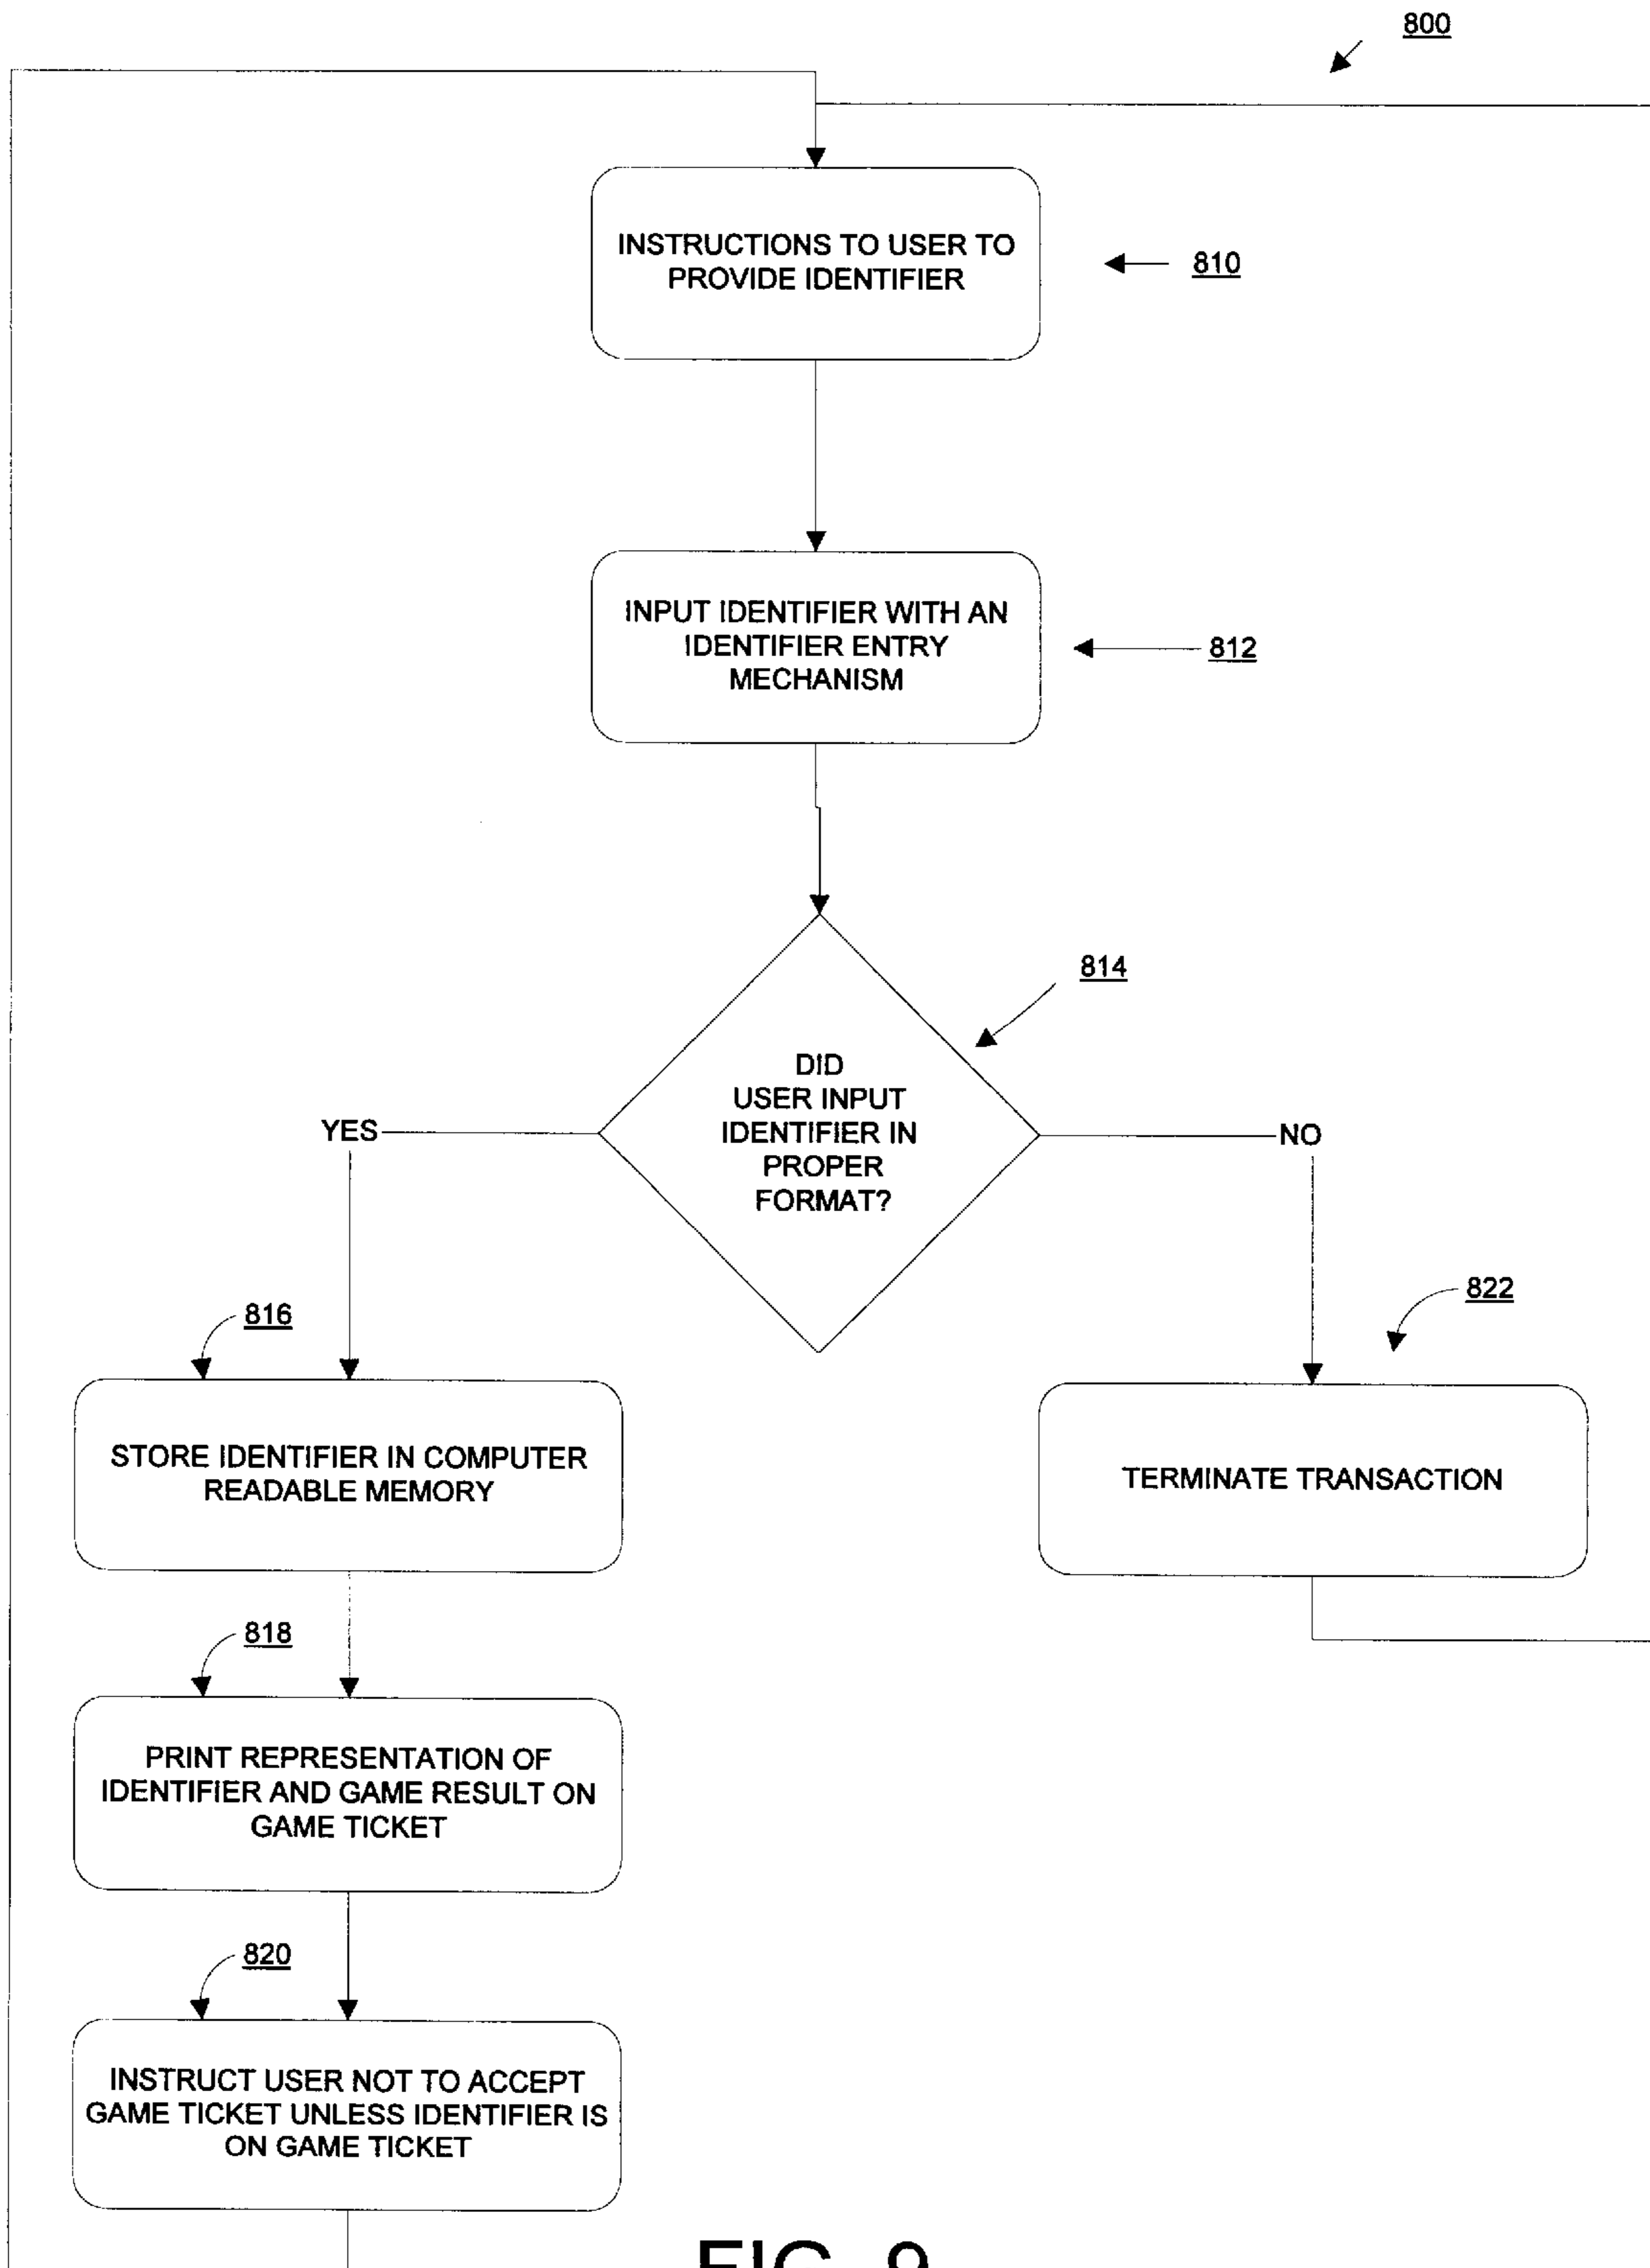 800
INSTRUCTIONS TO USER TO
PROVIDE IDENTIFIER
810
INPUT IDENTIFIER WITH AN
IDENTIFIER ENTRY
MECHANISM
812
814
DID
USER INPUT
IDENTIFIER IN
PROPER
FORMAT?
YES
NO
816
822
STORE IDENTIFIER IN COMPUTER
READABLE MEMORY
TERMINATE TRANSACTION
818
PRINT REPRESENTATION OF
IDENTIFIER AND GAME RESULT ON
GAME TICKET
820
INSTRUCT USER NOT TO ACCEPT
GAME TICKET UNLESS IDENTIFIER IS
ON GAME TICKET
FIG. 9